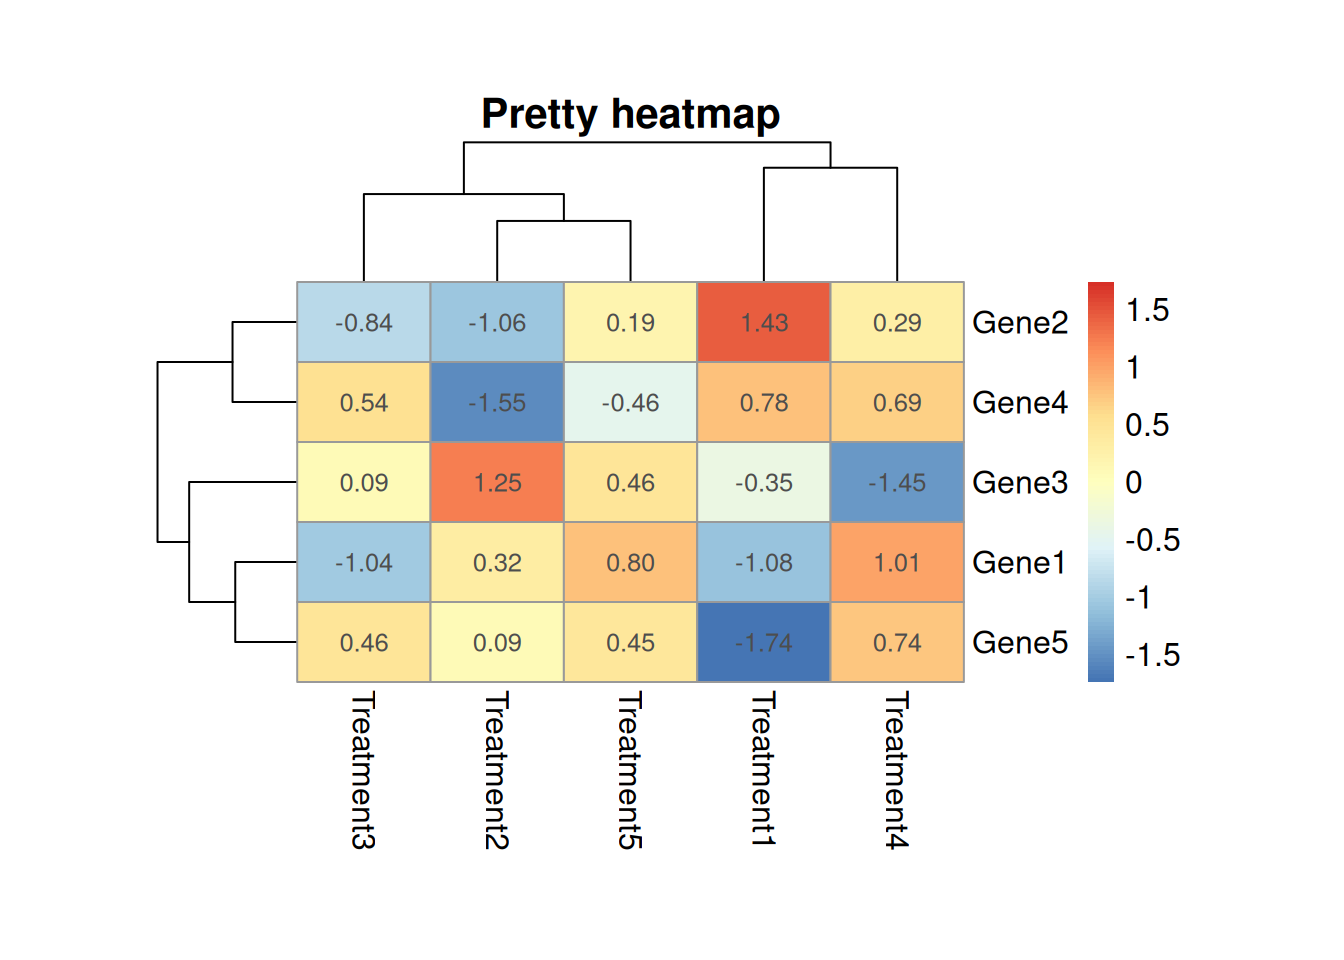 Pretty heatmap
-0.84 -1.06 0.19 1.43 0.29 Gene2
0.54 -1.55 -0.46 0.78 0.69 Gene4
0.09 1.25 0.46 -0.35 -1.45 Gene3
-1.04 0.32 0.80 -1.08 1.01 Gene1
0.46 0.09 0.45 -1.74 0.74 Gene5
Treatment3
Treatment2
Treatment5
Treatment1
Treatment4
1.5
1
0.5
0
-0.5
-1
-1.5